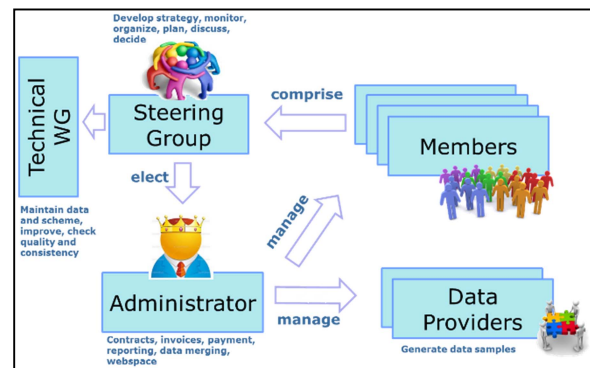 Develop strategy, monitor,
organize, plan, discuss,
decide
Technical
WG
Steering
Group
comprise
Members
elect
Maintain data
and scheme,
improve, check
quality and
consistency
manage
Administrator
manage
Data
Providers
Contracts, invoices, payment,
reporting, data merging,
webspace
Generate data samples